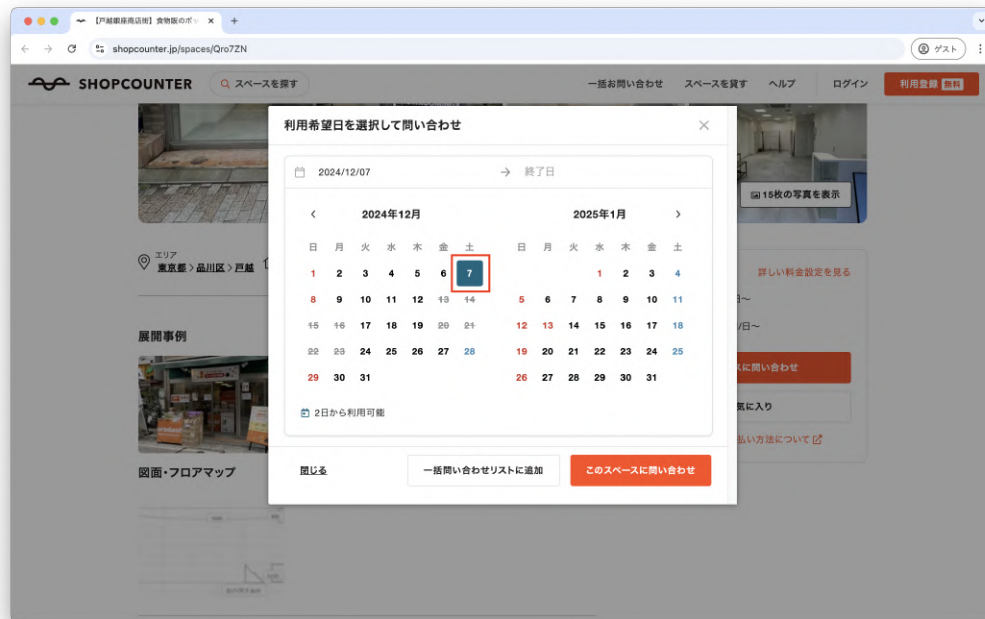 【戸越銀座商店街】食物販のポッ
shopcounter.jp/spaces/Qro7ZN
ゲスト
SHOPCOUNTER
スペースを探す
一括お問い合わせ
スペースを貸す
ヘルプ
ログイン
利用登録 無料
利用希望日を選択して問い合わせ
2024/12/07 → 終了日
15枚の写真を表示
2024年12月
日 月 火 水 木 金 土
1 2 3 4 5 6 7
8 9 10 11 12 13 14
15 16 17 18 19 20 21
22 23 24 25 26 27 28
29 30 31
2025年1月
日 月 火 水 木 金 土
1 2 3 4
5 6 7 8 9 10 11
12 13 14 15 16 17 18
19 20 21 22 23 24 25
26 27 28 29 30 31
2日から利用可能
閉じる
一括問い合わせリストに追加
このスペースに問い合わせ
エリア
東京都 > 品川区 > 戸越
展開事例
図面・フロアマップ
詳しい料金設定を見る
日〜
/日〜
に問い合わせ
気に入り
払い方法について